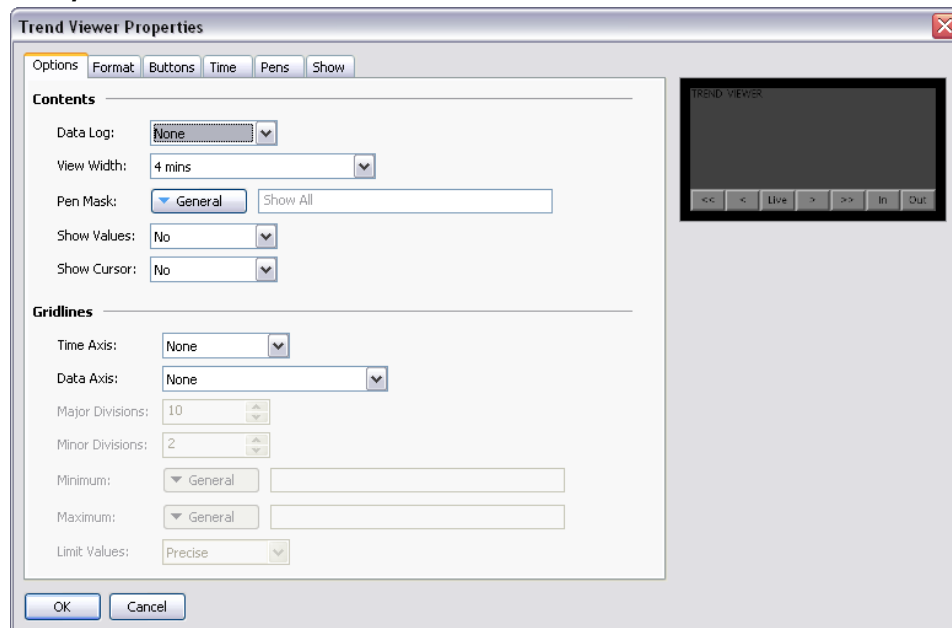 Trend Viewer Properties
Options Format Buttons Time Pens Show
Contents
Data Log: None
View Width: 4 mins
Pen Mask: General Show All
Show Values: No
Show Cursor: No
Gridlines
Time Axis: None
Data Axis: None
Major Divisions: 10
Minor Divisions: 2
Minimum: General
Maximum: General
Limit Values: Precise
OK Cancel
TREND VIEWER
<< < Live > >> In Out